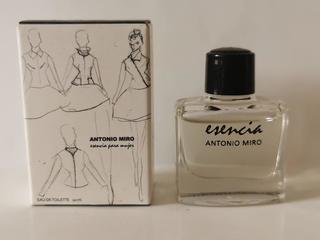 ANTONIO MIRO
esencia para mujer
EAU DE TOILETTE
esencia
ANTONIO MIRO